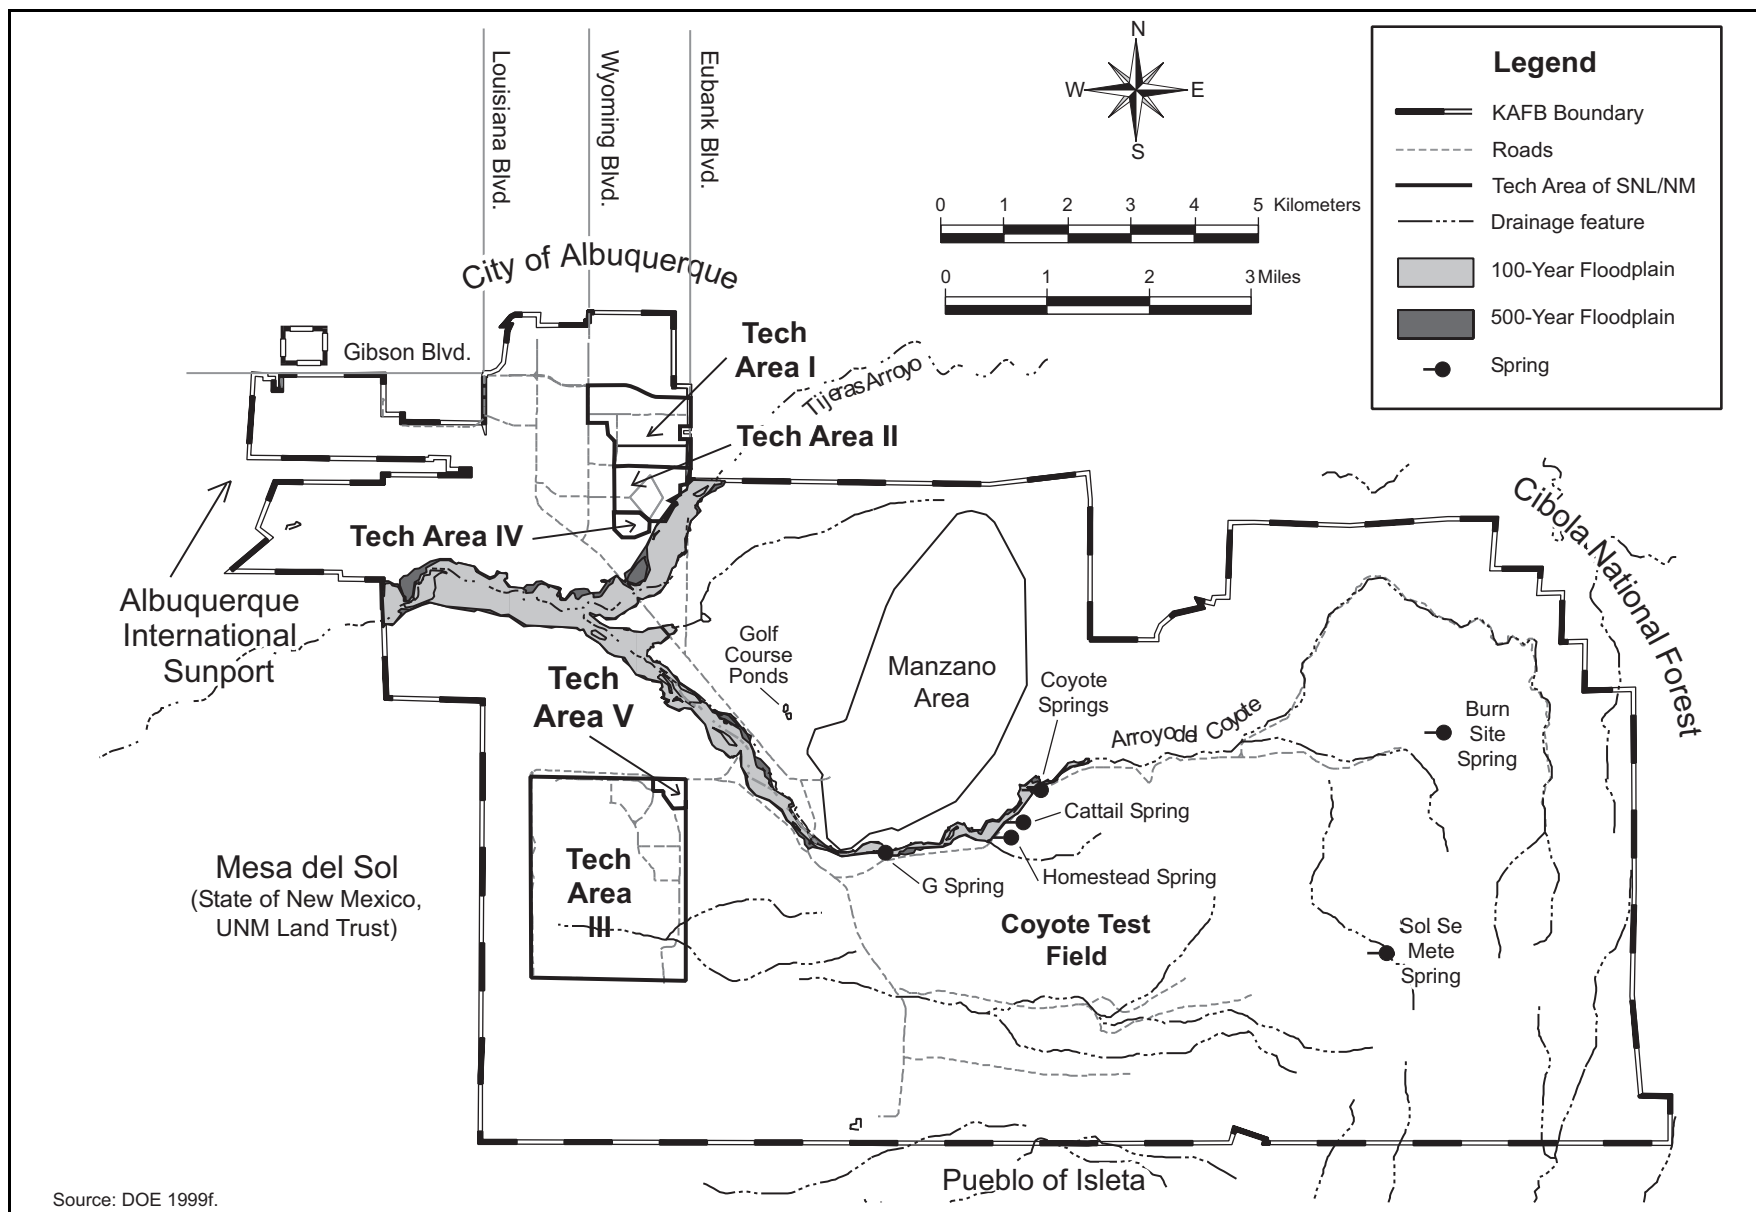 Louisiana Blvd.
Wyoming Blvd.
Eubank Blvd.
N
W
E
S
0
1
2
3
4
5
Kilometers
0
1
2
3
Miles
Legend
KAFB Boundary
Roads
Tech Area of SNL/NM
Drainage feature
100-Year Floodplain
500-Year Floodplain
Spring
City of Albuquerque
Gibson Blvd.
Tech
Area I
Tijeras Arroyo
Tech Area II
Tech Area IV
Cibola National Forest
Albuquerque
International
Sunport
Golf
Course
Ponds
Manzano
Area
Tech
Area V
Coyote
Springs
Arroyo del Coyote
Burn
Site
Spring
Cattail Spring
Mesa del Sol
(State of New Mexico,
UNM Land Trust)
Tech
Area
III
G Spring
Homestead Spring
Coyote Test
Field
Sol Se
Mete
Spring
Pueblo of Isleta
Source: DOE 1999f.